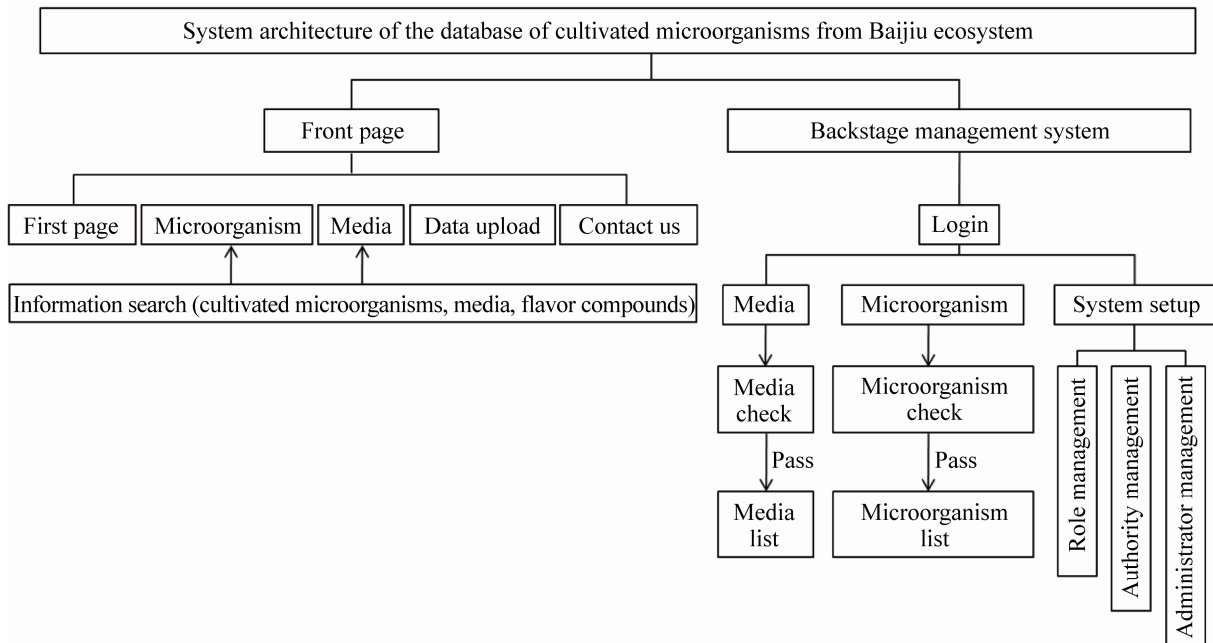 System architecture of the database of cultivated microorganisms from Baijiu ecosystem
Front page
Backstage management system
First page
Microorganism
Media
Data upload
Contact us
Login
Information search (cultivated microorganisms, media, flavor compounds)
Media
Microorganism
System setup
Media
check
Microorganism
check
Pass
Pass
Media
list
Microorganism
list
Role management
Authority management
Administrator management